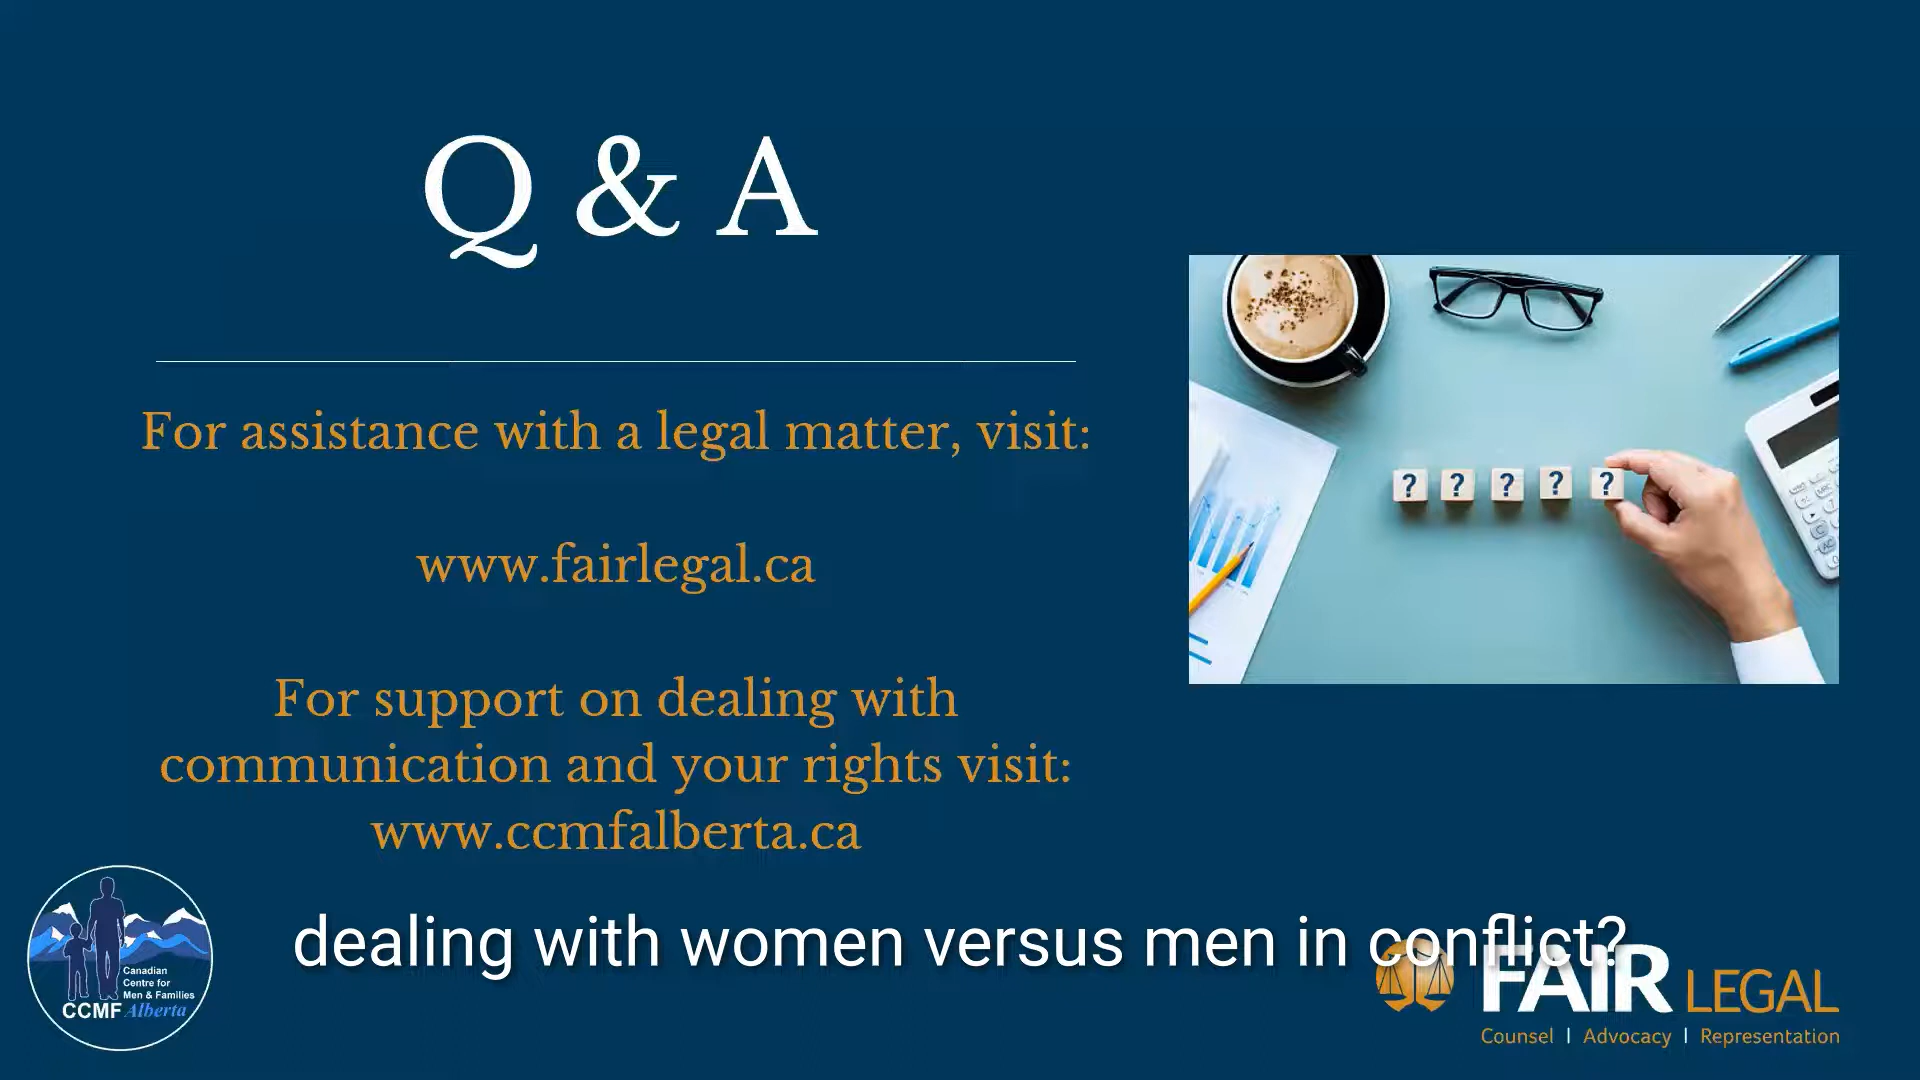 Q & A
For assistance with a legal matter, visit:
www.fairlegal.ca
For support on dealing with
communication and your rights visit:
www.ccmfalberta.ca
? ? ? ? ?
dealing with women versus men in conflict?
Canadian
Centre for
Men & Families
CCMF Alberta
FAIR LEGAL
Counsel | Advocacy | Representation